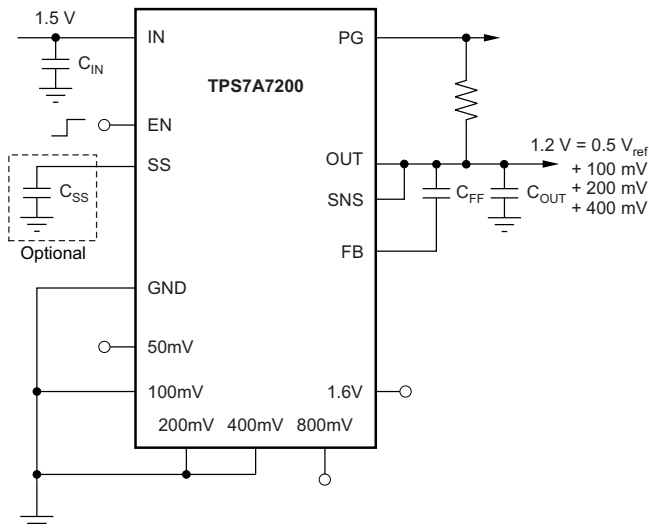 1.5 V
IN
PG
C_IN
TPS7A7200
EN
SS
OUT
1.2 V = 0.5 V_ref
+ 100 mV
+ 200 mV
+ 400 mV
C_SS
SNS
C_FF
C_OUT
Optional
FB
GND
50mV
100mV
1.6V
200mV 400mV 800mV